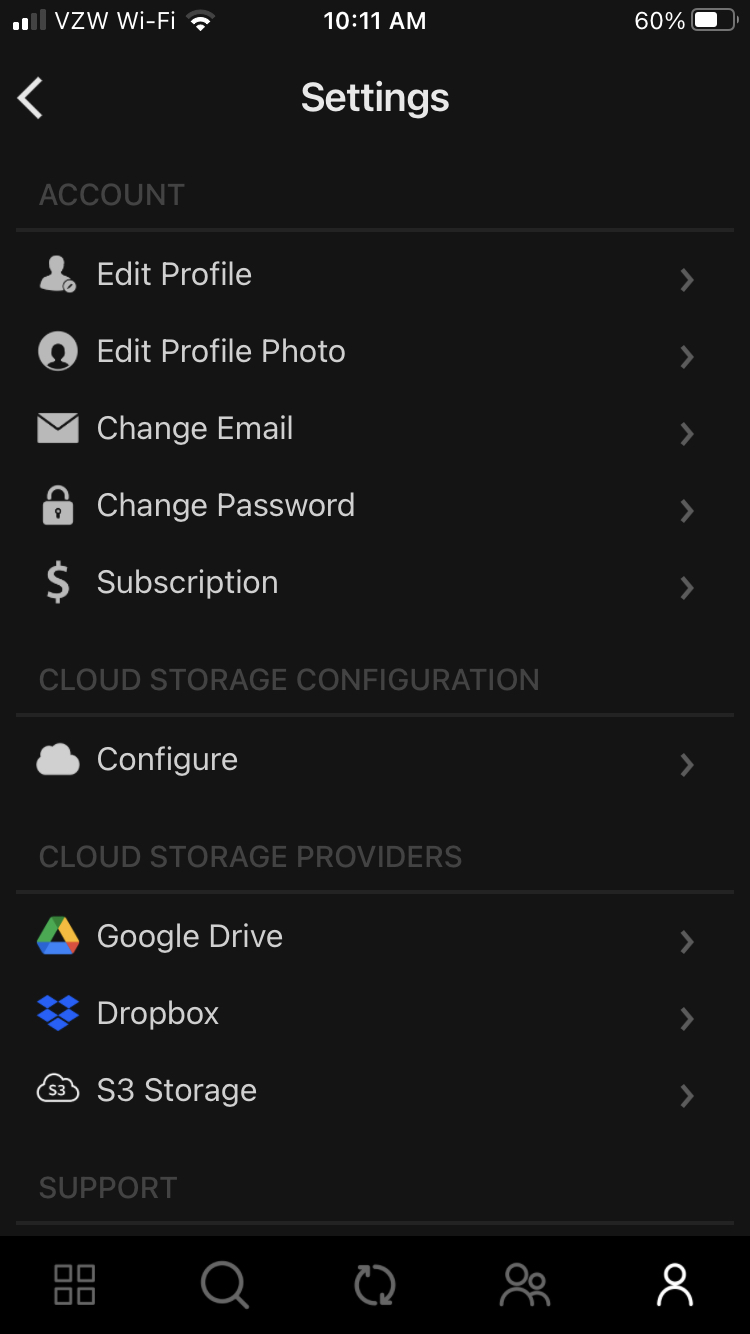 VZW Wi-Fi 10:11 AM 60%
Settings
ACCOUNT
Edit Profile
Edit Profile Photo
Change Email
Change Password
Subscription
CLOUD STORAGE CONFIGURATION
Configure
CLOUD STORAGE PROVIDERS
Google Drive
Dropbox
S3 S3 Storage
SUPPORT